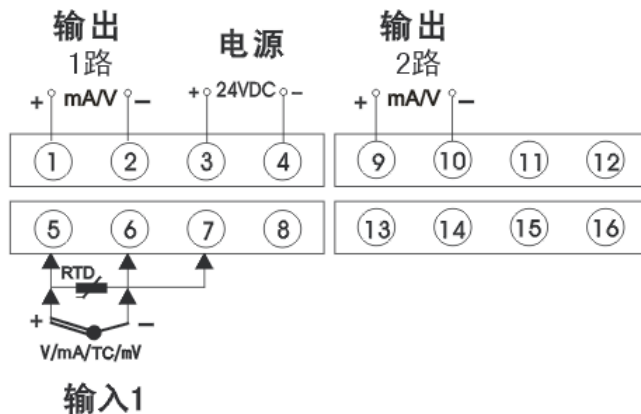 输出 电源 输出
1路 2路
+ mA/V − + 24VDC − + mA/V −
1 2 3 4 9 10 11 12
5 6 7 8 13 14 15 16
RTD
+ −
V/mA/TC/mV
输入1